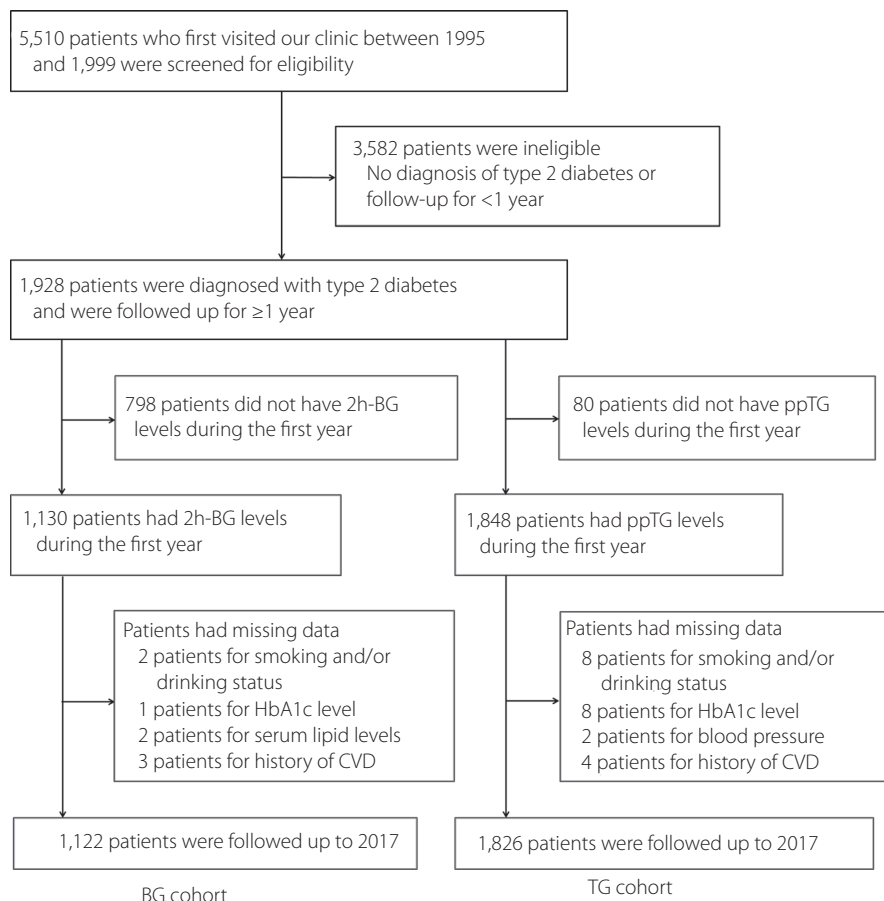 5,510 patients who first visited our clinic between 1995
and 1,999 were screened for eligibility
3,582 patients were ineligible
No diagnosis of type 2 diabetes or
follow-up for <1 year
1,928 patients were diagnosed with type 2 diabetes
and were followed up for ≥1 year
798 patients did not have 2h-BG
levels during the first year
80 patients did not have ppTG
levels during the first year
1,130 patients had 2h-BG levels
during the first year
1,848 patients had ppTG levels
during the first year
Patients had missing data
2 patients for smoking and/or
drinking status
1 patients for HbA1c level
2 patients for serum lipid levels
3 patients for history of CVD
Patients had missing data
8 patients for smoking and/or
drinking status
8 patients for HbA1c level
2 patients for blood pressure
4 patients for history of CVD
1,122 patients were followed up to 2017
1,826 patients were followed up to 2017
BG cohort
TG cohort